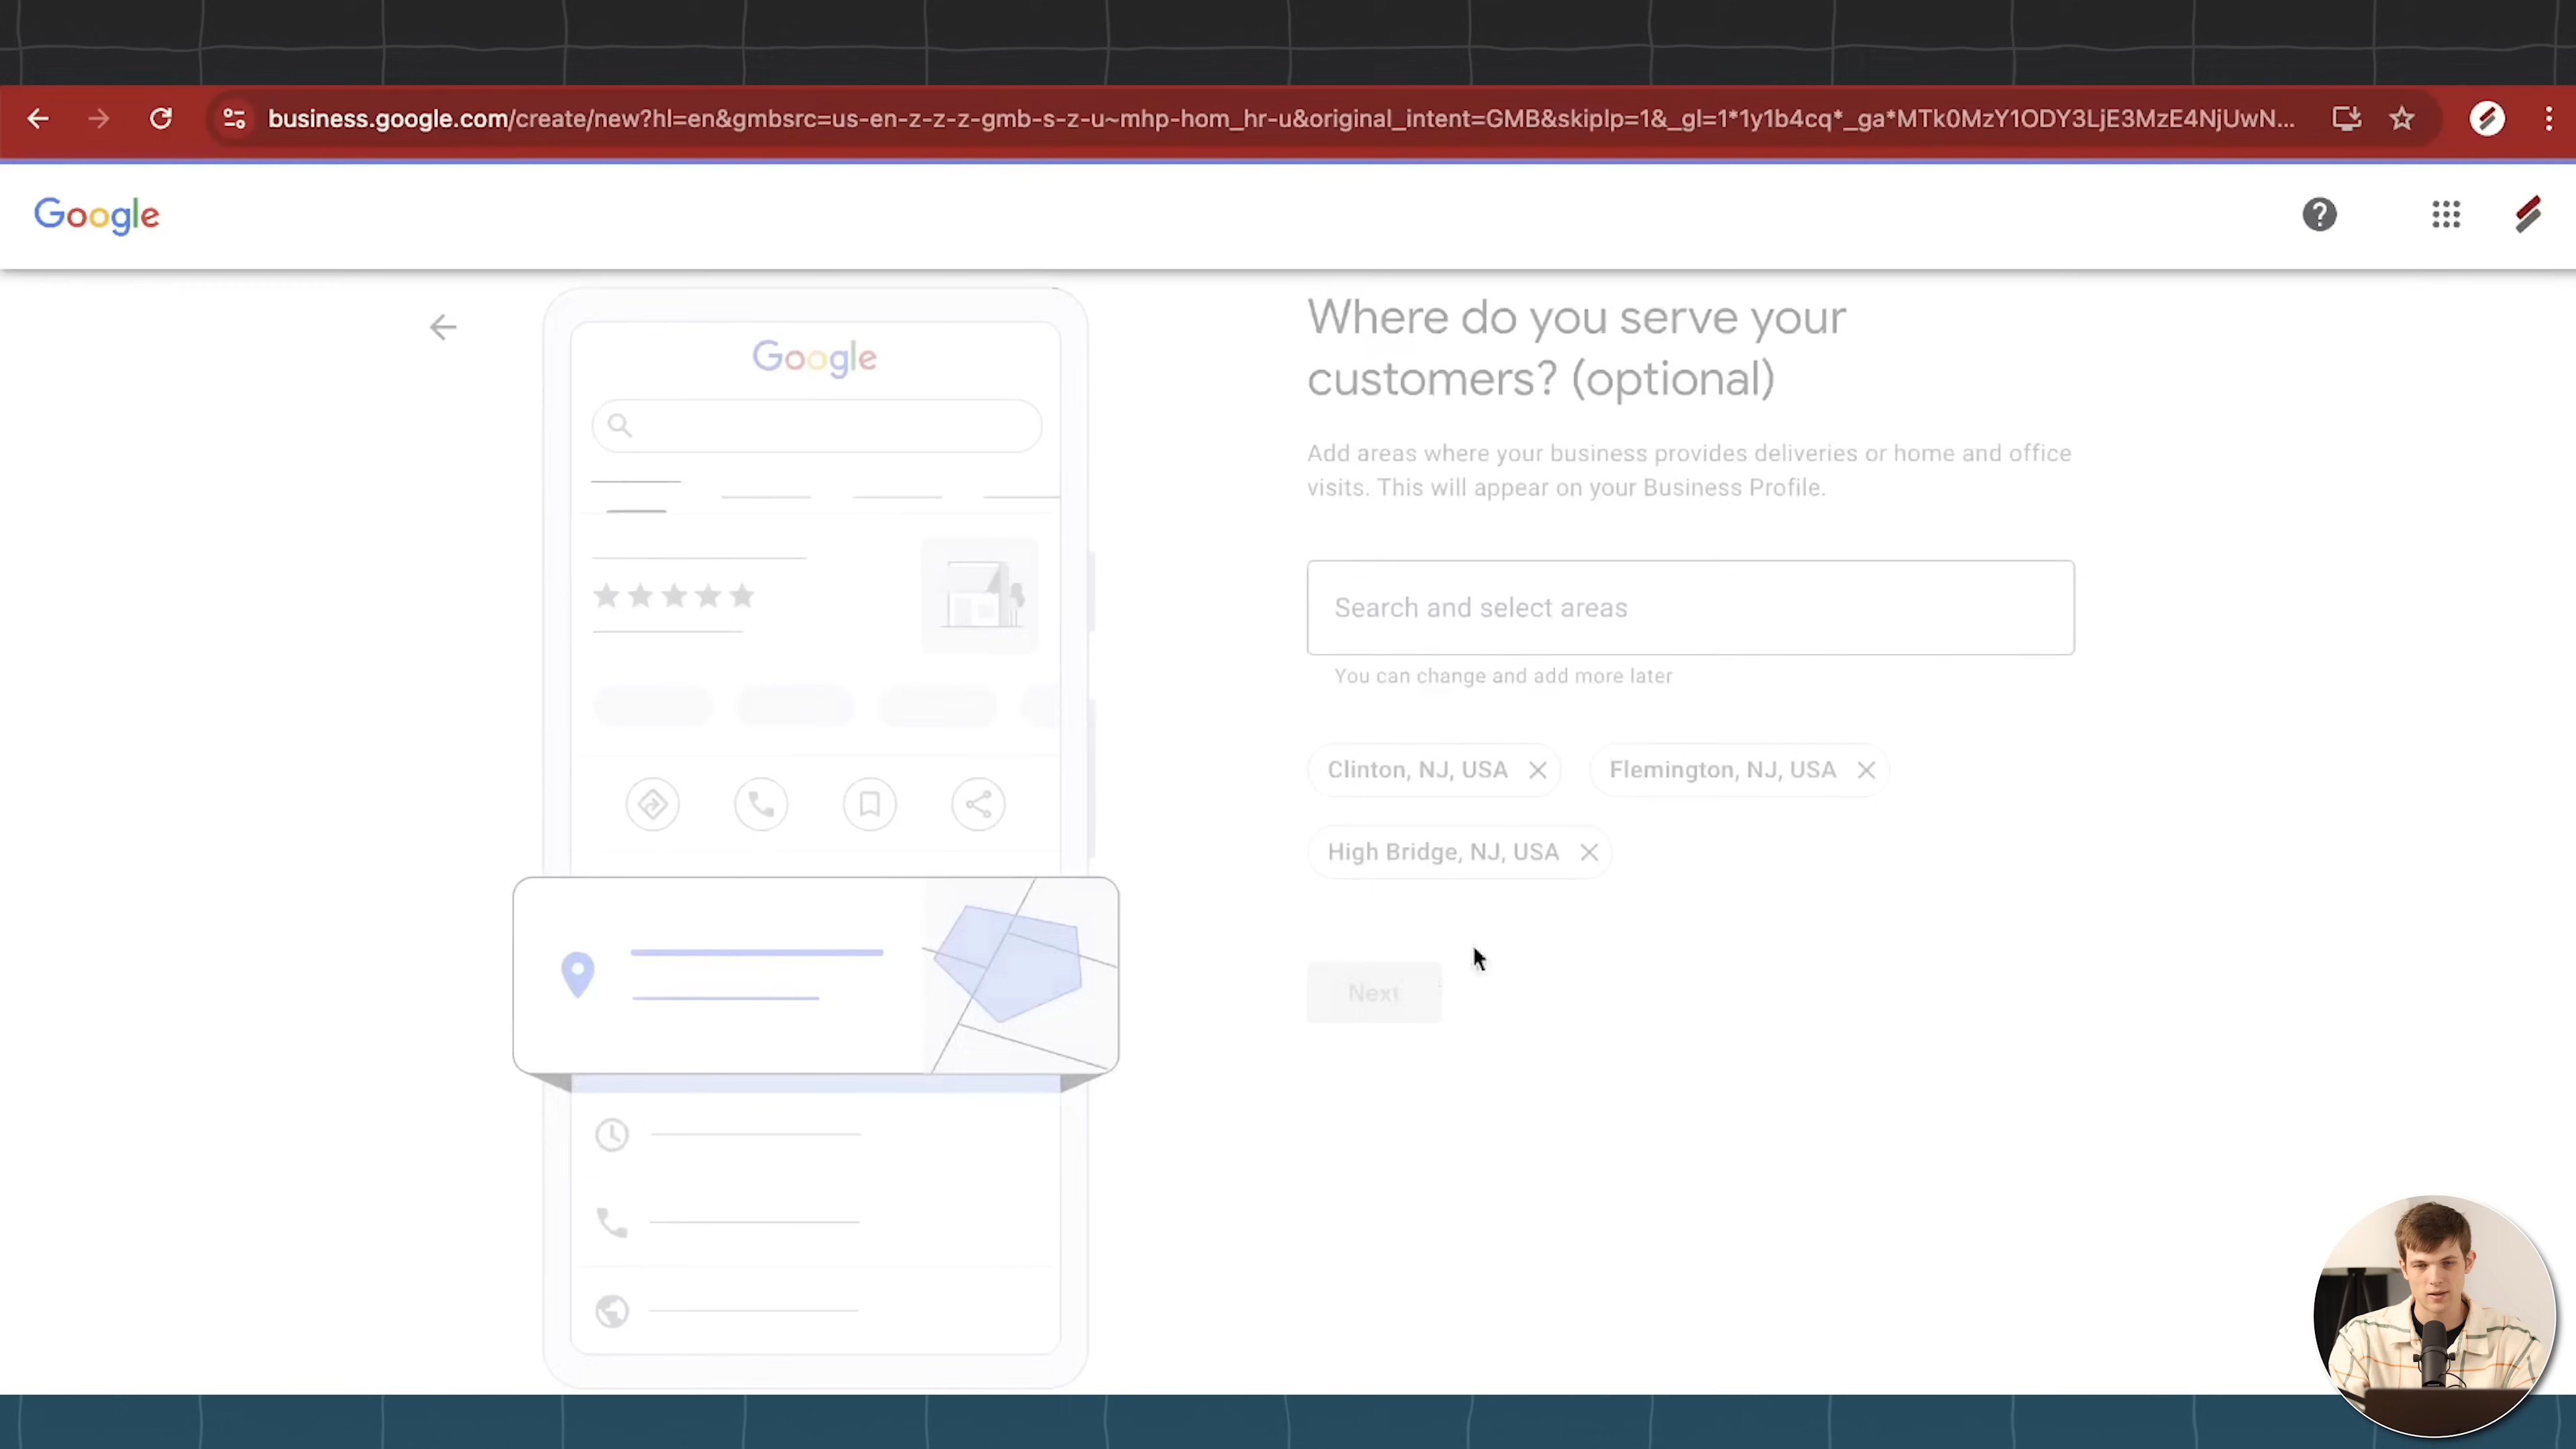 business.google.com/create/new?hl=en&gmbsrc=us-en-z-z-z-gmb-s-z-u~mhp-hom_hr-u&original_intent=GMB&skiplp=1&_gl=1*1y1b4cq*_ga*MTk0MzY1ODY3LjE3MzE4NjUwN...
Google
Google
Where do you serve your
customers? (optional)
Add areas where your business provides deliveries or home and office
visits. This will appear on your Business Profile.
Search and select areas
You can change and add more later
Clinton, NJ, USA
Flemington, NJ, USA
High Bridge, NJ, USA
Next